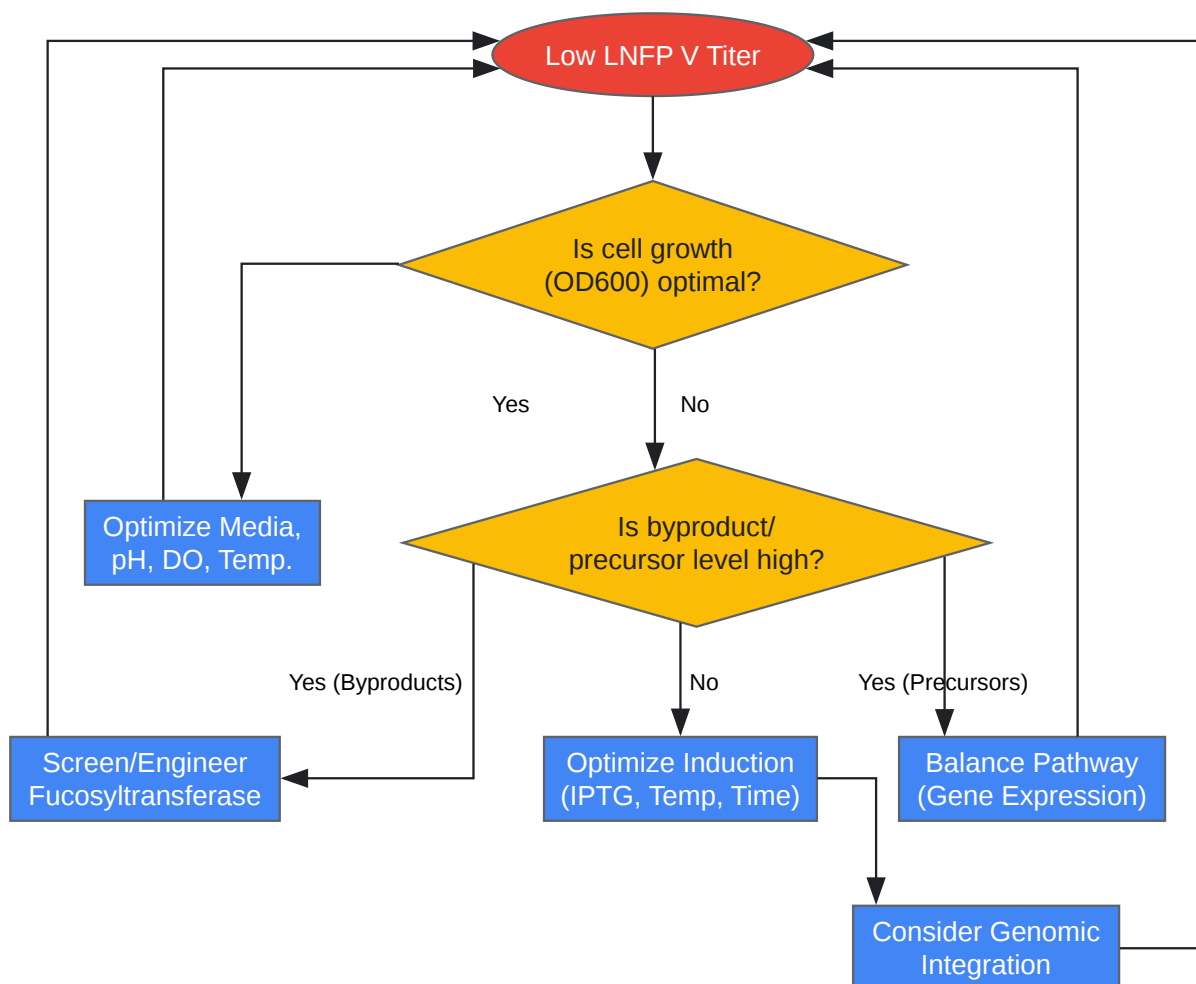 Low LNFP V Titer
Is cell growth
(OD600) optimal?
Yes
No
Optimize Media,
pH, DO, Temp.
Is byproduct/
precursor level high?
Yes (Byproducts)
No
Yes (Precursors)
Screen/Engineer
Fucosyltransferase
Optimize Induction
(IPTG, Temp, Time)
Balance Pathway
(Gene Expression)
Consider Genomic
Integration